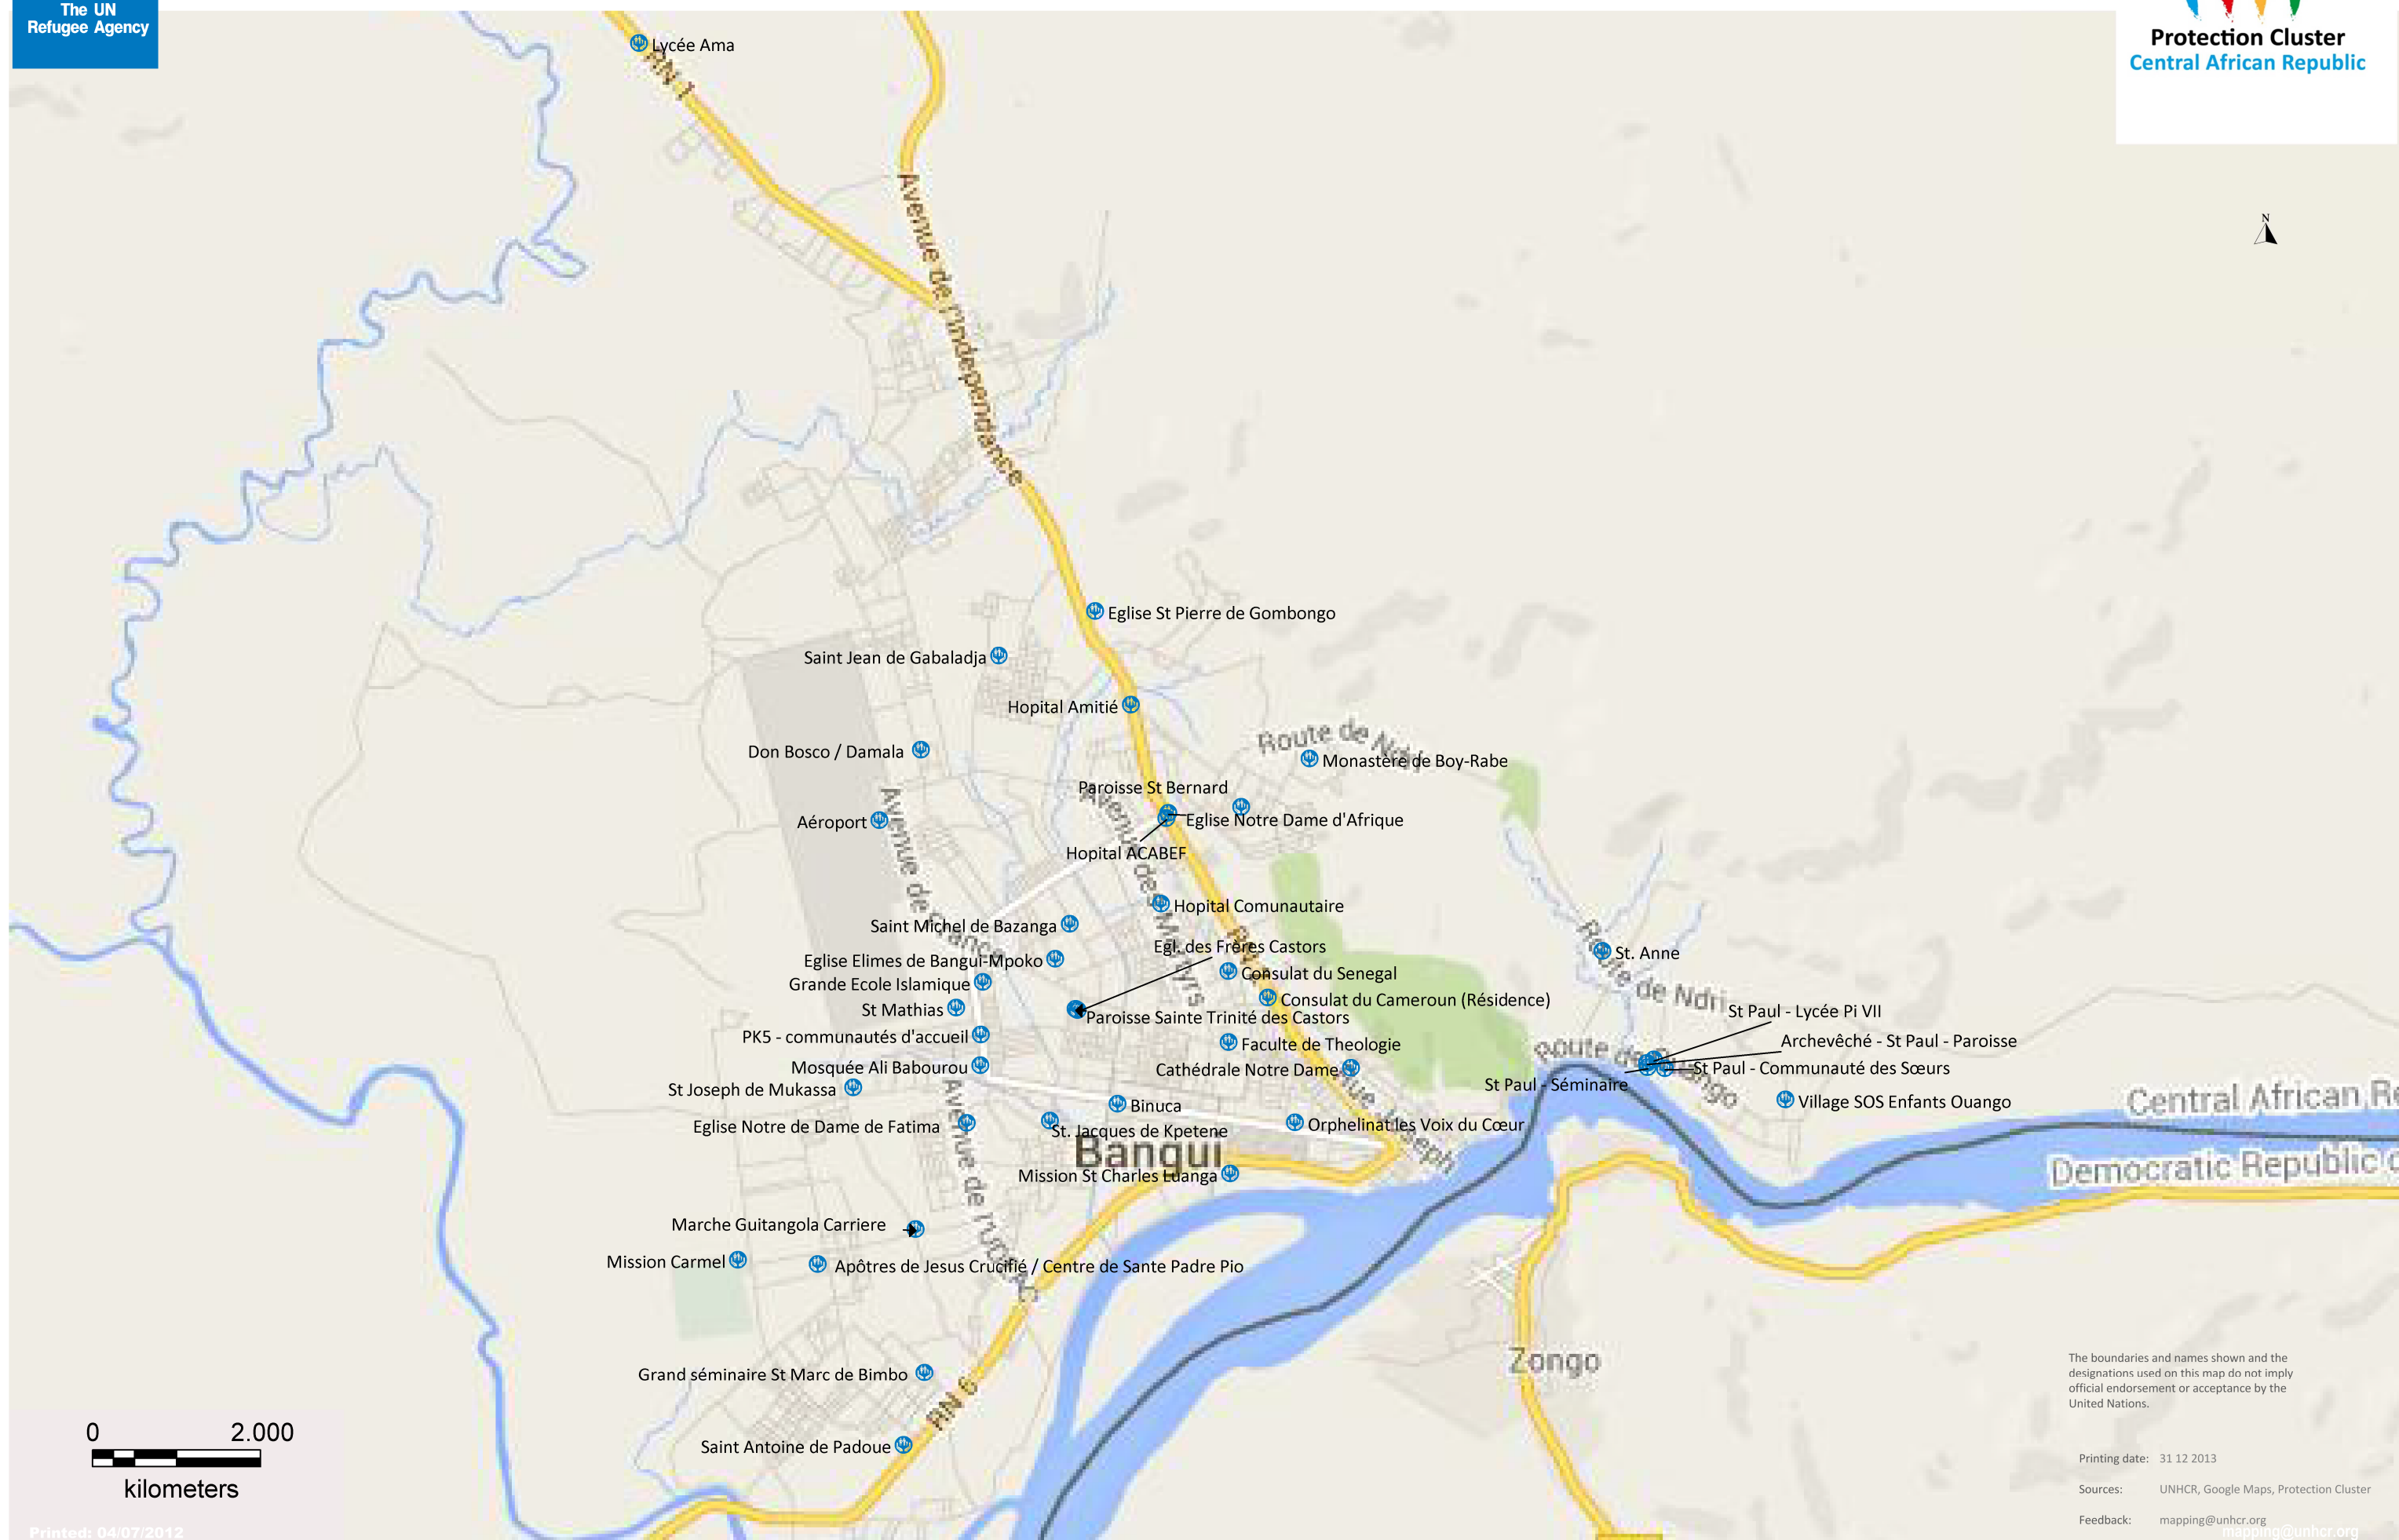 The UN
Refugee Agency
Protection Cluster
Central African Republic
Lycée Ama
RN 1
N
Avenue de l'Indépendance
Eglise St Pierre de Gombongo
Saint Jean de Gabaladja
Hopital Amitié
Route de Ndri
Don Bosco / Damala
Monastère de Boy-Rabe
Paroisse St Bernard
Avenue des Martyrs
Aéroport
Eglise Notre Dame d'Afrique
Avenue de France
Hopital ACABEF
Hopital Comunautaire
Saint Michel de Bazanga
Egl. des Frères Castors
St. Anne
Route de Ndri
Eglise Elimes de Bangui-Mpoko
Consulat du Senegal
Grande Ecole Islamique
Consulat du Cameroun (Résidence)
St Mathias
St Paul - Lycée Pi VII
Paroisse Sainte Trinité des Castors
PK5 - communautés d'accueil
Faculte de Theologie
Archevêché - St Paul - Paroisse
Mosquée Ali Babourou
Cathédrale Notre Dame
St Paul - Communauté des Sœurs
St Joseph de Mukassa
St Paul - Séminaire
Binuca
Village SOS Enfants Ouango
Central African Re
Eglise Notre de Dame de Fatima
St. Jacques de Kpetene
Orphelinat les Voix du Cœur
Bangui
Democratic Republic o
Mission St Charles Luanga
Marche Guitangola Carriere
Mission Carmel
Apôtres de Jesus Crucifié / Centre de Sante Padre Pio
Zongo
Grand séminaire St Marc de Bimbo
RN 6
Saint Antoine de Padoue
0 2.000
kilometers
Printed: 04/07/2012
The boundaries and names shown and the
designations used on this map do not imply
official endorsement or acceptance by the
United Nations.
Printing date: 31 12 2013
Sources: UNHCR, Google Maps, Protection Cluster
Feedback: mapping@unhcr.org
mapping@unhcr.org